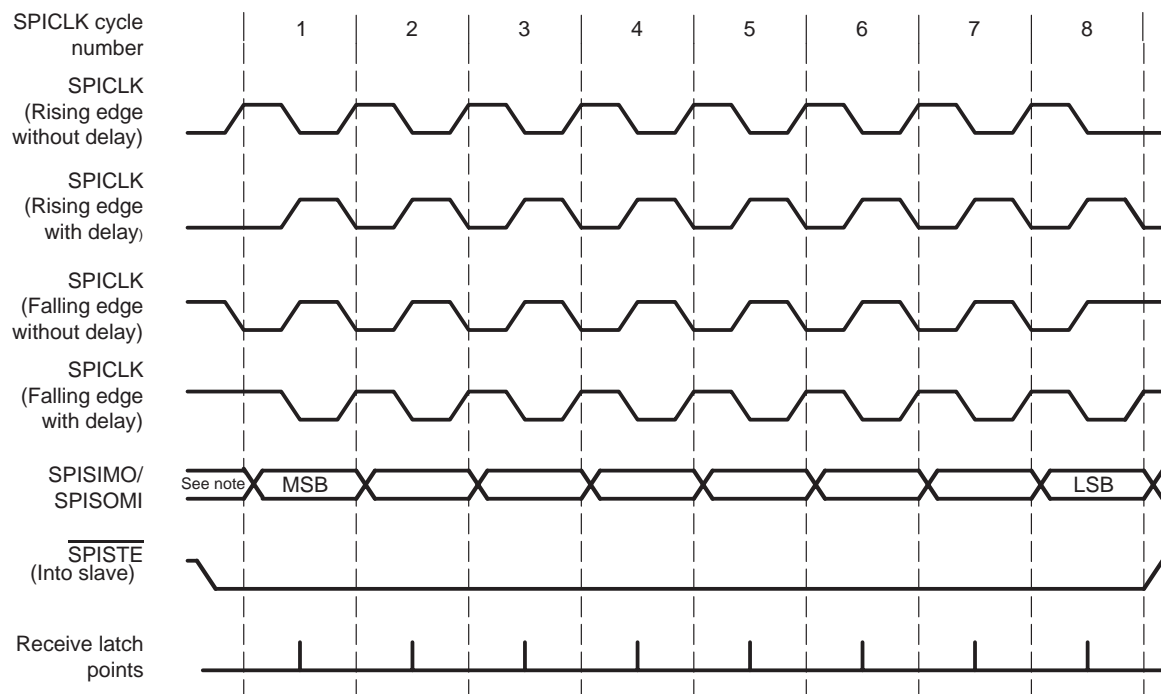 SPICLK cycle
number
1 2 3 4 5 6 7 8
SPICLK
(Rising edge
without delay)
SPICLK
(Rising edge
with delay)
SPICLK
(Falling edge
without delay)
SPICLK
(Falling edge
with delay)
SPISIMO/
SPISOMI
See note MSB LSB
SPISTE
(Into slave)
Receive latch
points